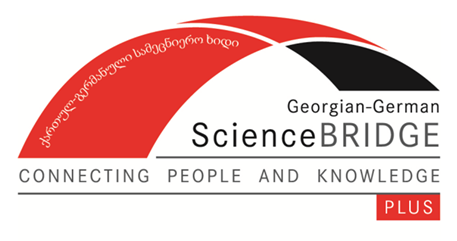 ქართულ-გერმანული სამეცნიერო ხიდი
Georgian-German
ScienceBRIDGE
CONNECTING PEOPLE AND KNOWLEDGE
PLUS